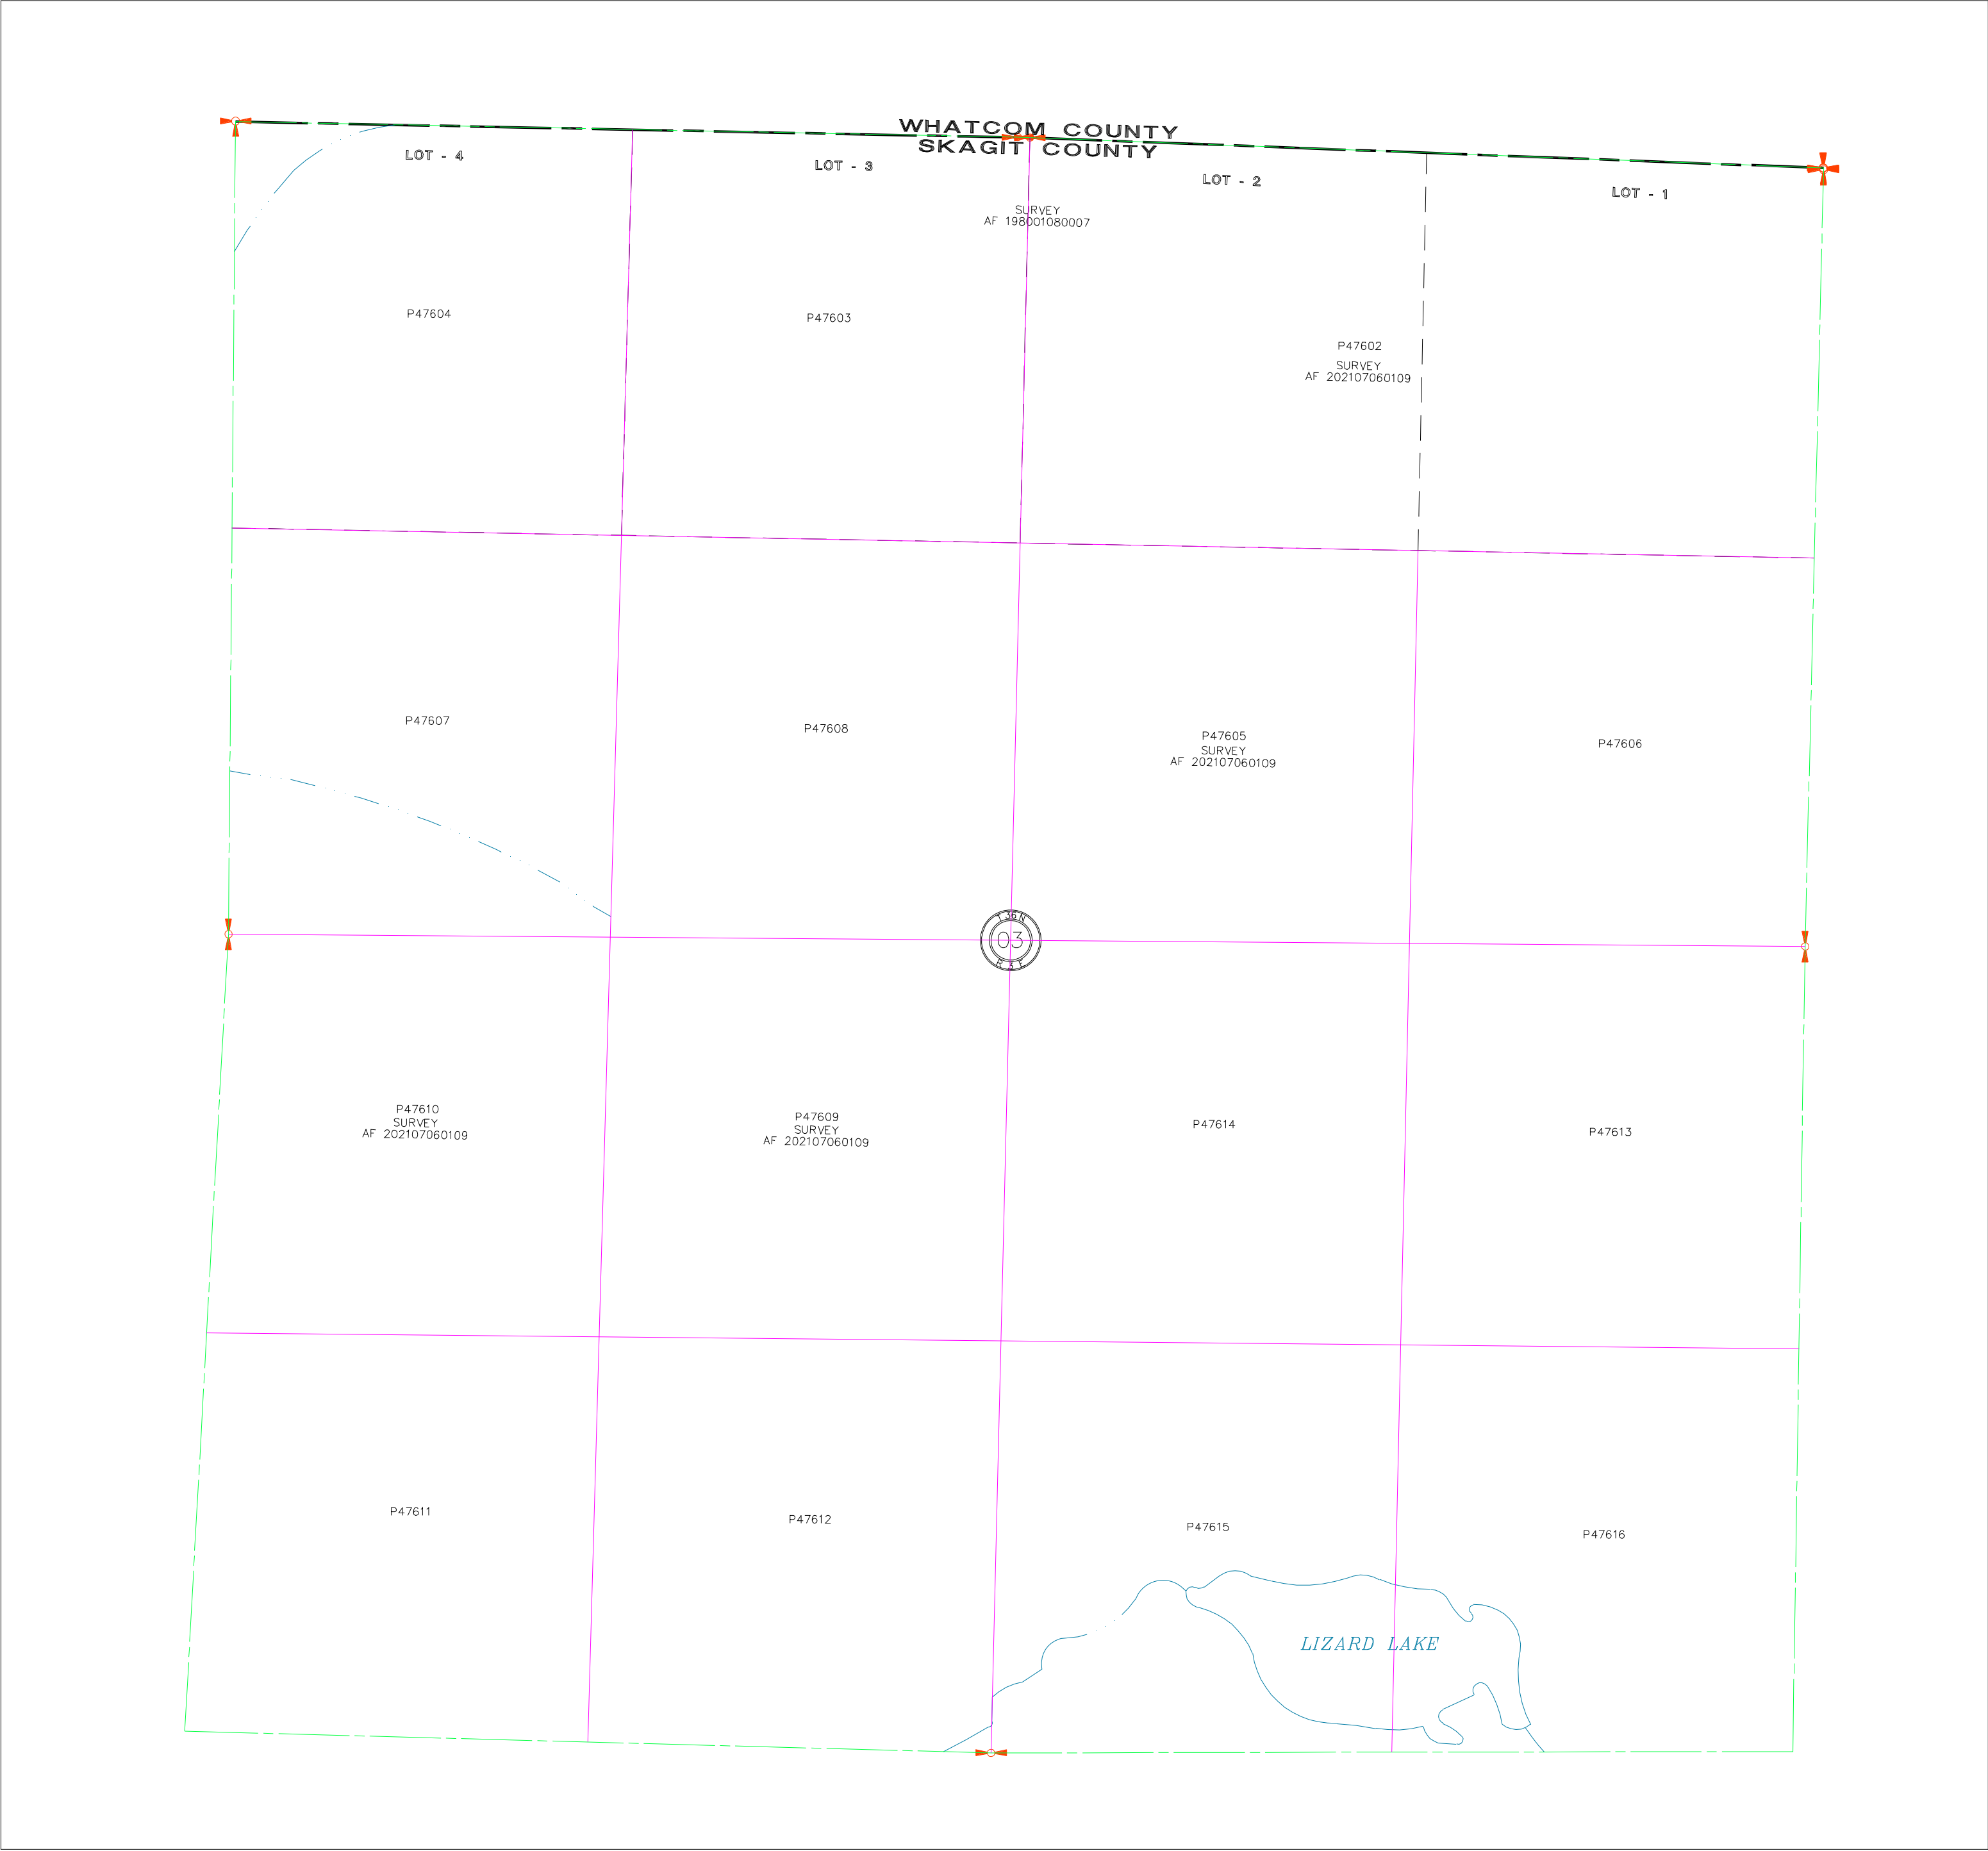 WHATCOM COUNTY
SKAGIT COUNTY
LOT - 4
LOT - 3
LOT - 2
LOT - 1
SURVEY
AF 198001080007
P47604
P47603
P47602
SURVEY
AF 202107060109
P47607
P47608
P47605
SURVEY
AF 202107060109
P47606
T36N
03
R 3 E
P47610
SURVEY
AF 202107060109
P47609
SURVEY
AF 202107060109
P47614
P47613
P47611
P47612
P47615
P47616
LIZARD LAKE